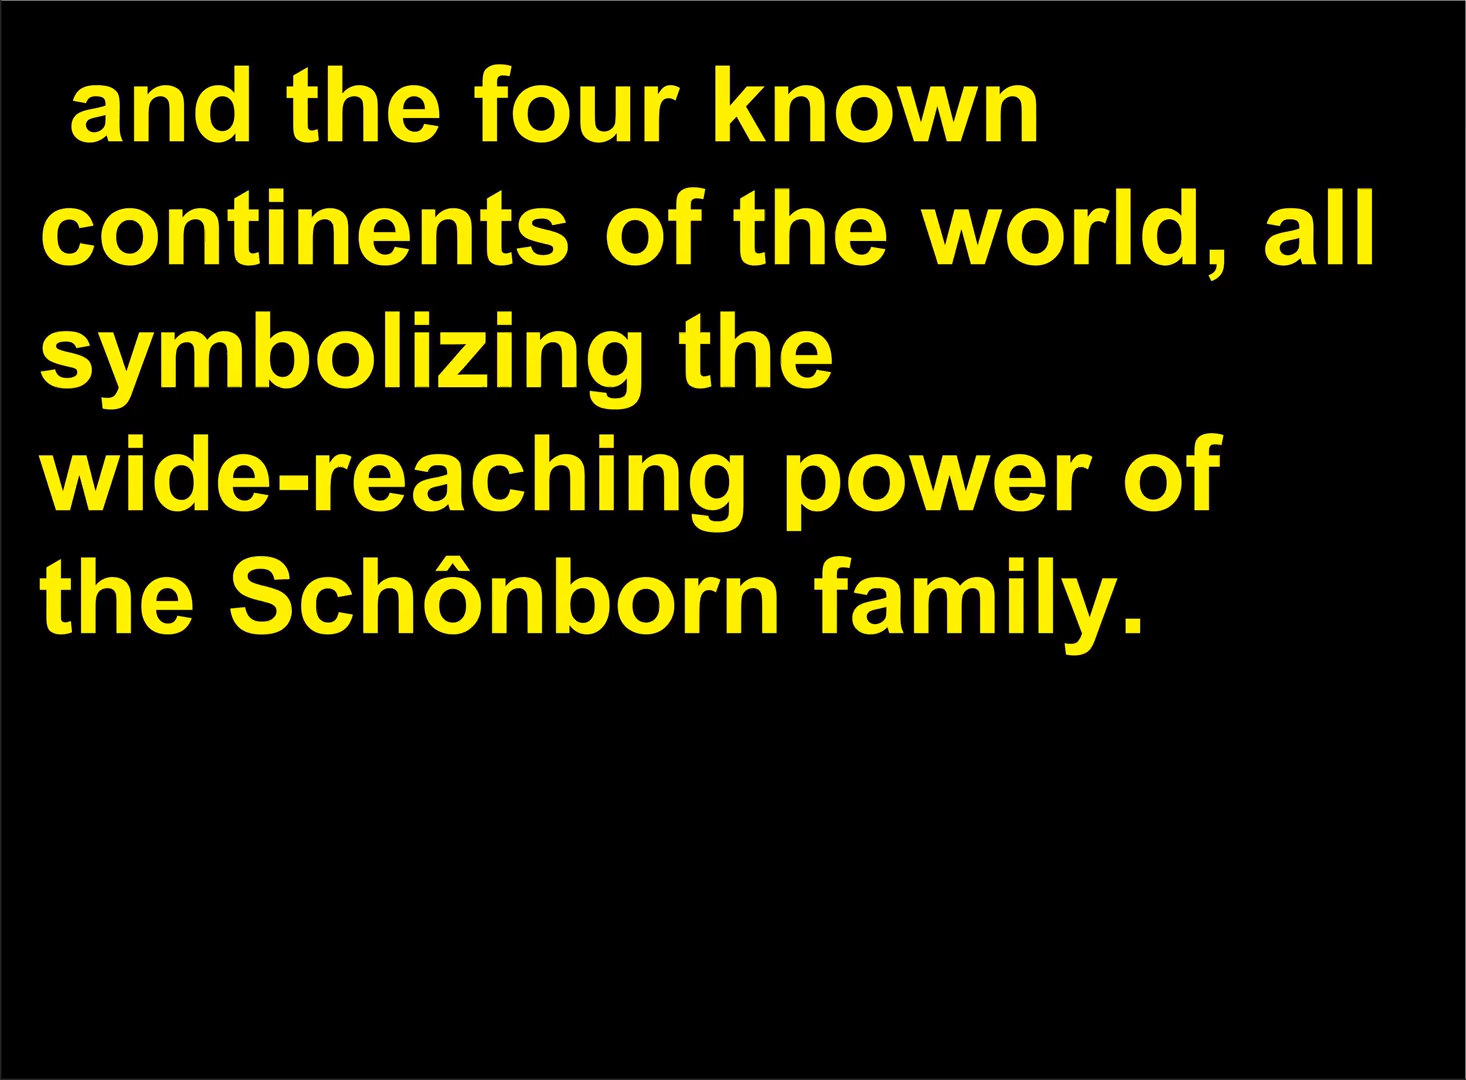 and the four known
continents of the world, all
symbolizing the
wide-reaching power of
the Schônborn family.